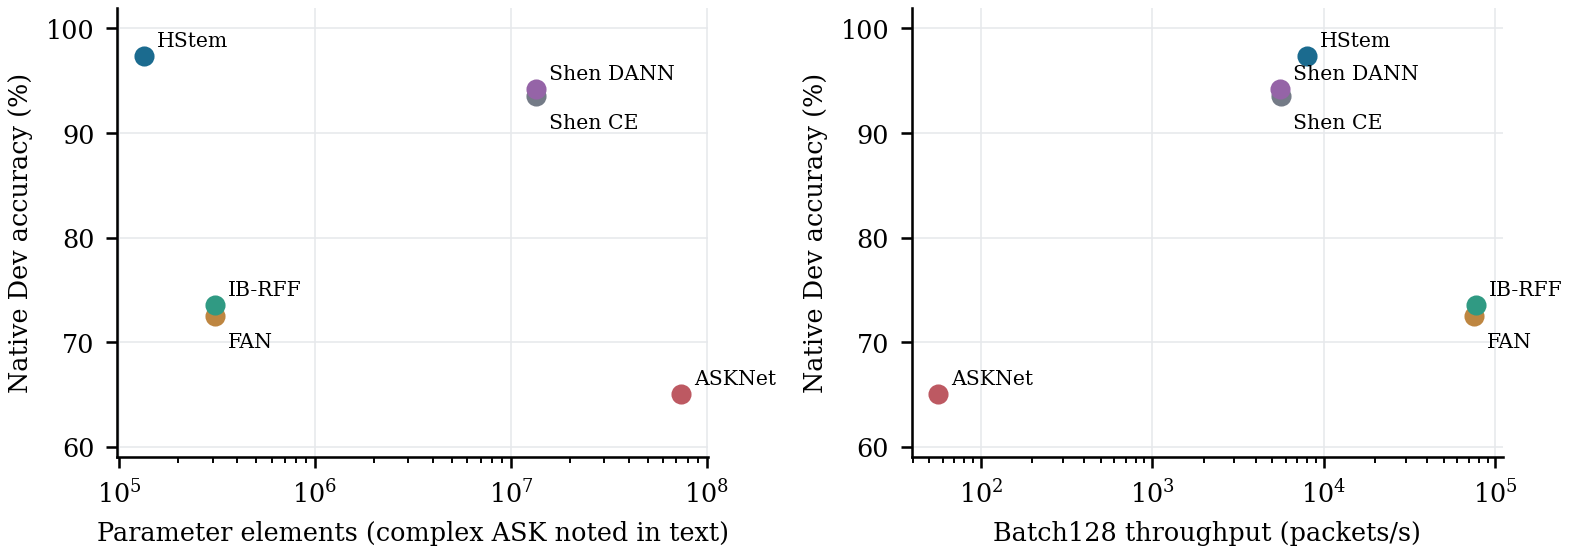 Native Dev accuracy (%)
100
90
80
70
60
HStem
Shen DANN
Shen CE
IB-RFF
FAN
ASKNet
10^5
10^6
10^7
10^8
Parameter elements (complex ASK noted in text)
Native Dev accuracy (%)
100
90
80
70
60
HStem
Shen DANN
Shen CE
IB-RFF
FAN
ASKNet
10^2
10^3
10^4
10^5
Batch128 throughput (packets/s)